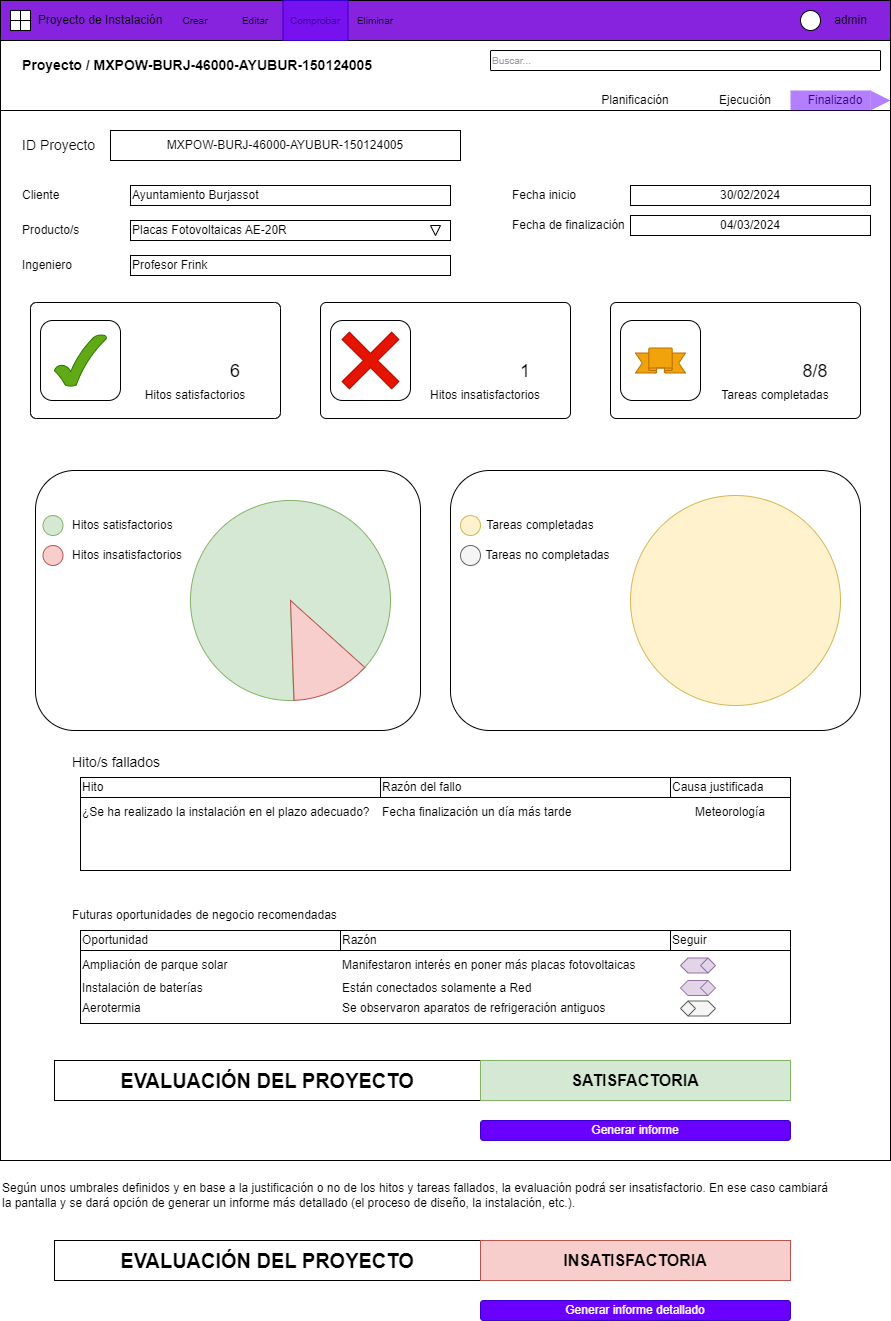 Proyecto de Instalación Crear Editar Comprobar Eliminar admin
Proyecto / MXPOW-BURJ-46000-AYUBUR-150124005
Buscar...
Planificación Ejecución Finalizado
ID Proyecto MXPOW-BURJ-46000-AYUBUR-150124005
Cliente Ayuntamiento Burjassot
Fecha inicio 30/02/2024
Producto/s Placas Fotovoltaicas AE-20R
Fecha de finalización 04/03/2024
Ingeniero Profesor Frink
6
Hitos satisfactorios
1
Hitos insatisfactorios
8/8
Tareas completadas
Hitos satisfactorios
Hitos insatisfactorios
Tareas completadas
Tareas no completadas
Hito/s fallados
Hito Razón del fallo Causa justificada
¿Se ha realizado la instalación en el plazo adecuado? Fecha finalización un día más tarde Meteorología
Futuras oportunidades de negocio recomendadas
Oportunidad Razón Seguir
Ampliación de parque solar Manifestaron interés en poner más placas fotovoltaicas
Instalación de baterías Están conectados solamente a Red
Aerotermia Se observaron aparatos de refrigeración antiguos
EVALUACIÓN DEL PROYECTO SATISFACTORIA
Generar informe
Según unos umbrales definidos y en base a la justificación o no de los hitos y tareas fallados, la evaluación podrá ser insatisfactorio. En ese caso cambiará
la pantalla y se dará opción de generar un informe más detallado (el proceso de diseño, la instalación, etc.).
EVALUACIÓN DEL PROYECTO INSATISFACTORIA
Generar informe detallado